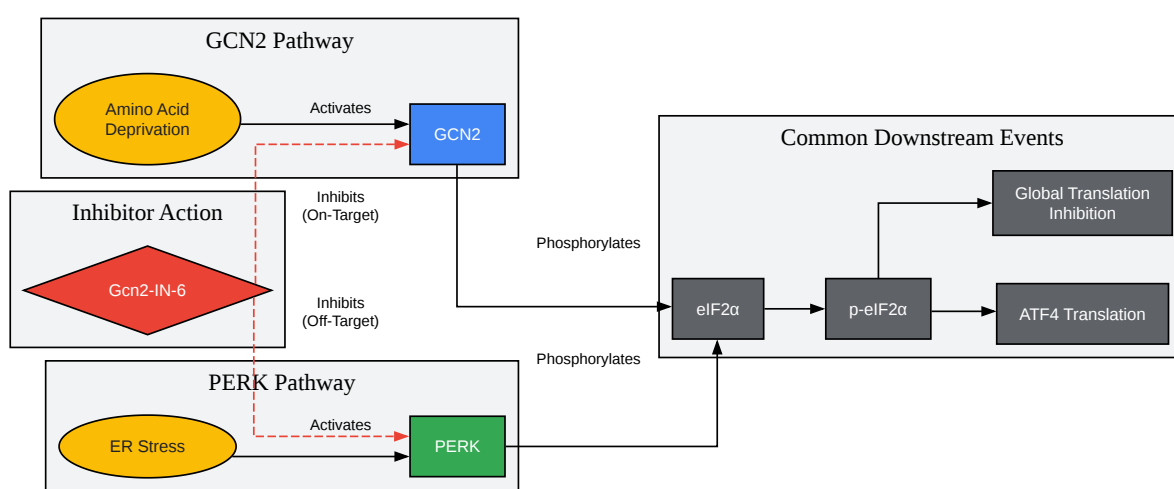 GCN2 Pathway
Amino Acid
Deprivation
Activates
GCN2
Inhibits
(On-Target)
Inhibitor Action
Gcn2-IN-6
Inhibits
(Off-Target)
PERK Pathway
ER Stress
Activates
PERK
Phosphorylates
Phosphorylates
Common Downstream Events
Global Translation
Inhibition
eIF2α
p-eIF2α
ATF4 Translation